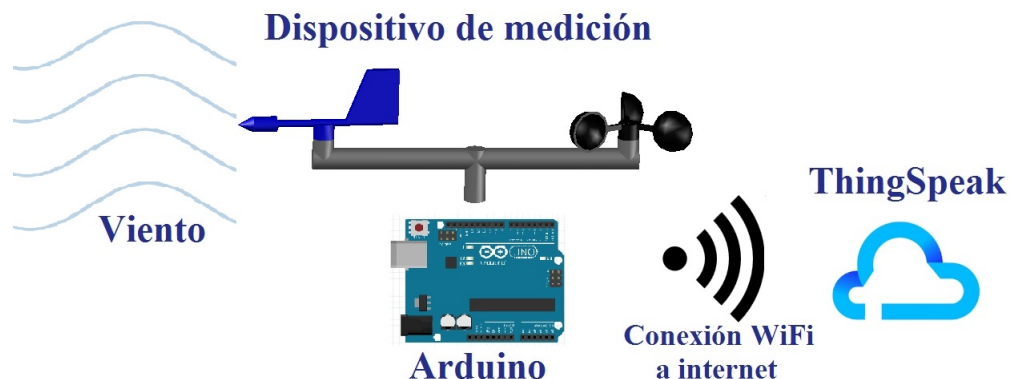 Dispositivo de medición
Viento
ThingSpeak
Arduino
Conexión WiFi
a internet